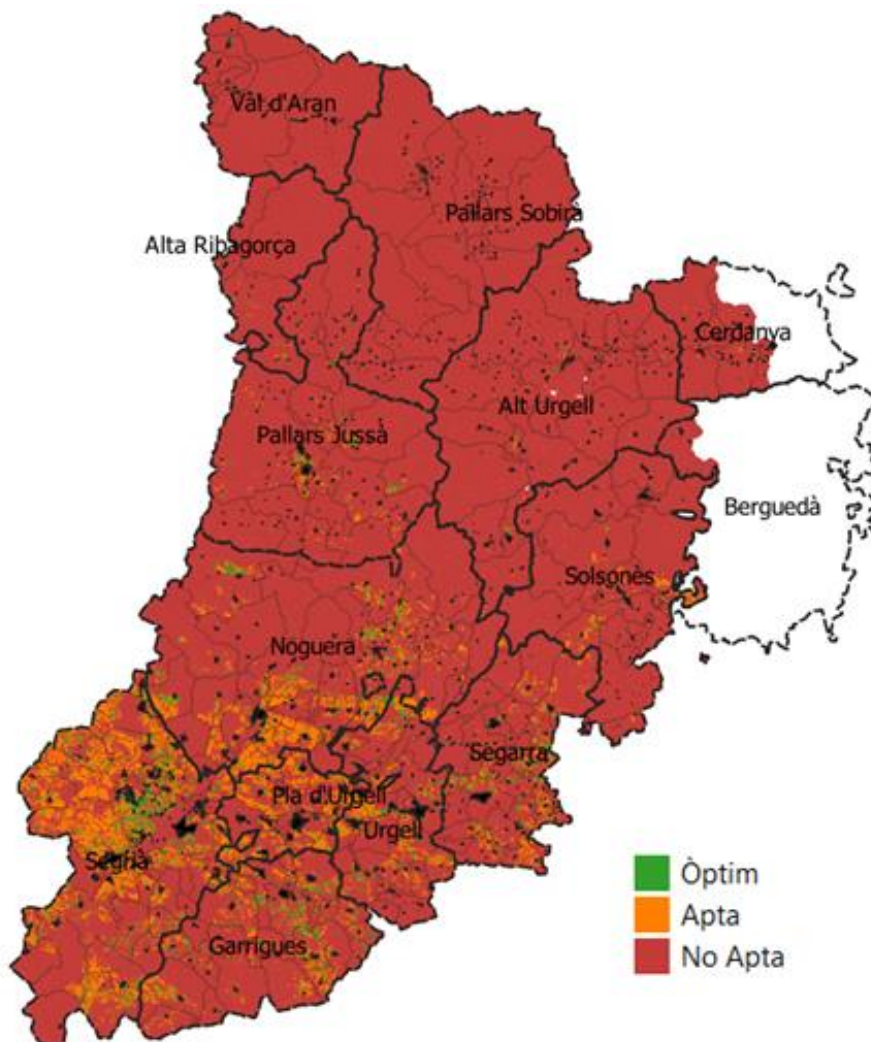 Val d'Aran
Pallars Sobirà
Alta Ribagorça
Cerdanya
Alt Urgell
Pallars Jussà
Berguedà
Solsonès
Noguera
Segarra
Pla d'Urgell
Urgell
Segrià
Garrigues
Òptim
Apta
No Apta